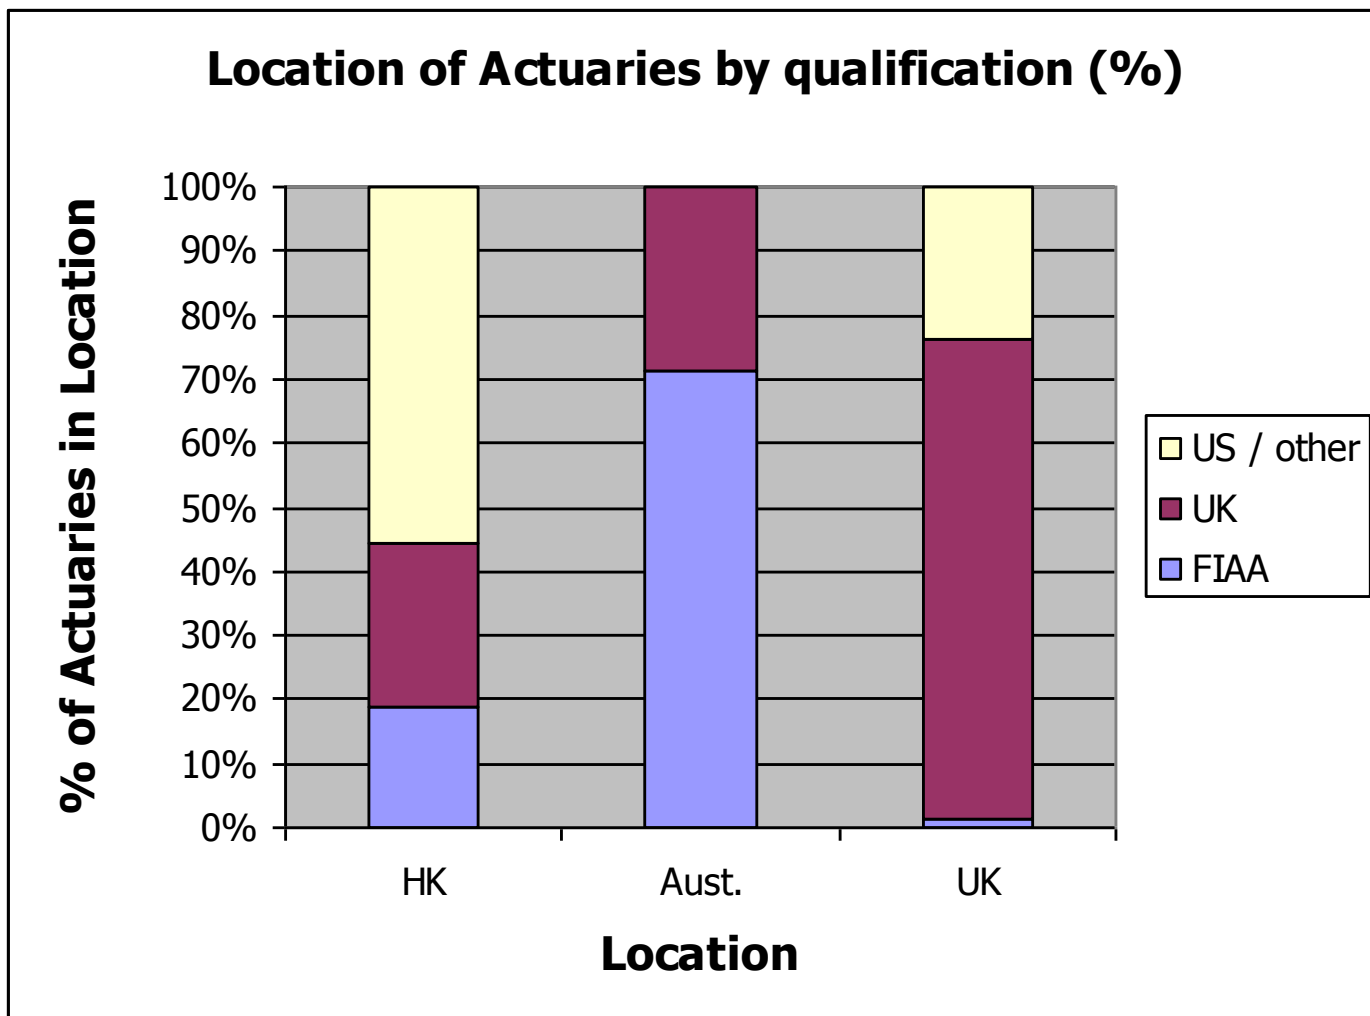 Location of Actuaries by qualification (%)
% of Actuaries in Location
100%
90%
80%
70%
60%
50%
40%
30%
20%
10%
0%
HK Aust. UK
Location
US / other
UK
FIAA